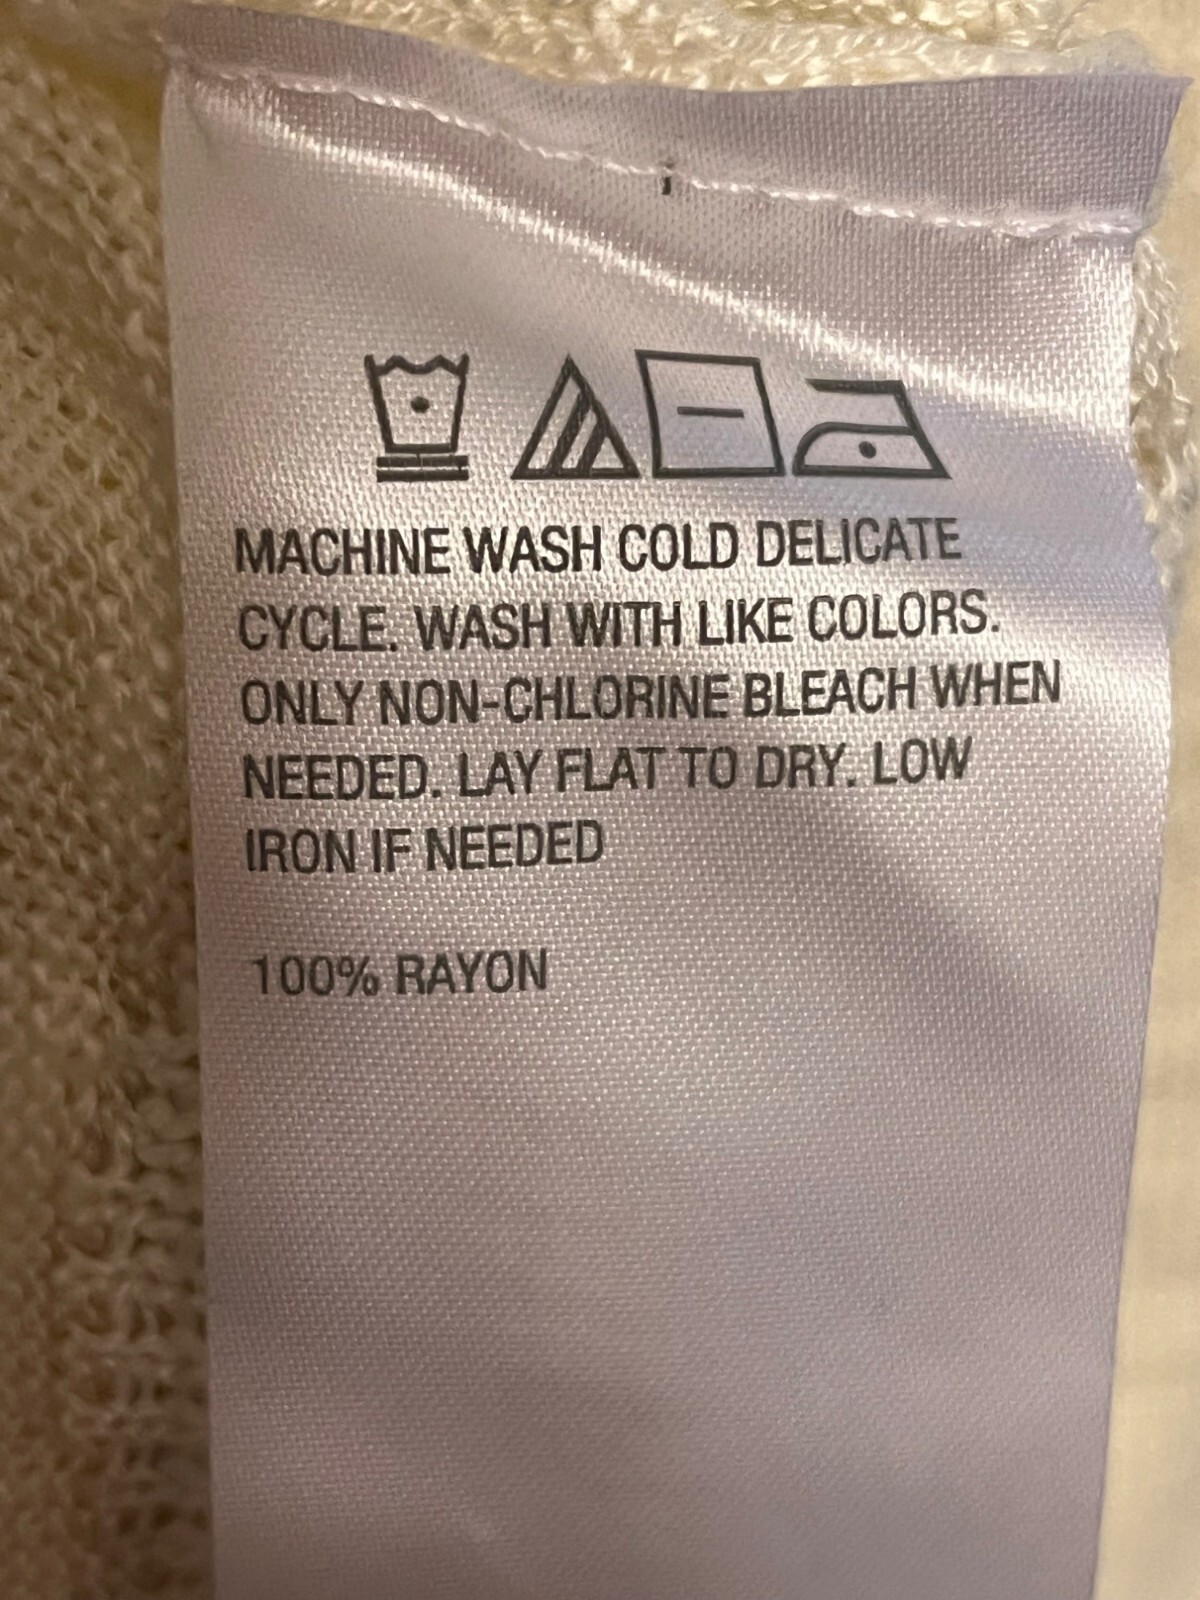 MACHINE WASH COLD DELICATE
CYCLE. WASH WITH LIKE COLORS.
ONLY NON-CHLORINE BLEACH WHEN
NEEDED. LAY FLAT TO DRY. LOW
IRON IF NEEDED
100% RAYON